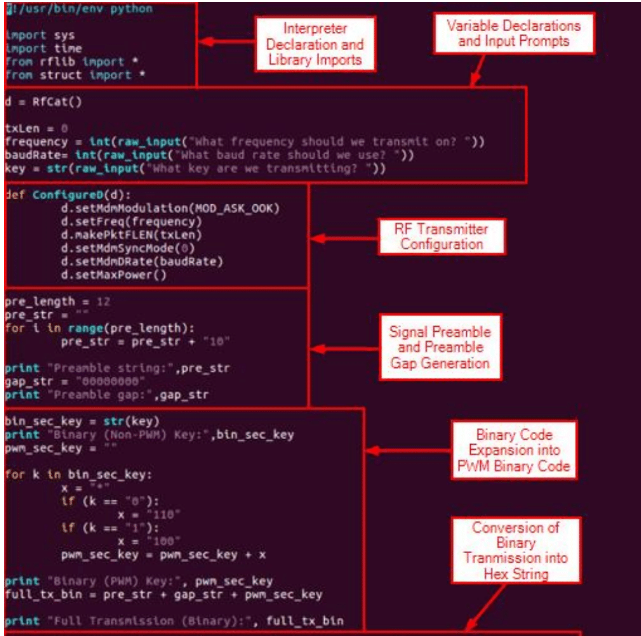 #!/usr/bin/env python
import sys
import time
from rflib import *
from struct import *
Interpreter
Declaration and
Library Imports
Variable Declarations
and Input Prompts
d = RfCat()
txLen = 0
frequency = int(raw_input("What frequency should we transmit on? "))
baudRate= int(raw_input("What baud rate should we use? "))
key = str(raw_input("What key are we transmitting? "))
def ConfigureD(d):
d.setMdmModulation(MOD_ASK_OOK)
d.setFreq(frequency)
d.makePktFLEN(txLen)
d.setMdmSyncMode(0)
d.setMdmDRate(baudRate)
d.setMaxPower()
RF Transmitter
Configuration
pre_length = 12
pre_str = ""
for i in range(pre_length):
pre_str = pre_str + "10"
print "Preamble string:",pre_str
gap_str = "00000000"
print "Preamble gap:",gap_str
Signal Preamble
and Preamble
Gap Generation
bin_sec_key = str(key)
print "Binary (Non-PWM) Key:",bin_sec_key
pwm_sec_key = ""
for k in bin_sec_key:
x = "*"
if (k == "0"):
x = "110"
if (k == "1"):
x = "100"
pwm_sec_key = pwm_sec_key + x
print "Binary (PWM) Key:", pwm_sec_key
full_tx_bin = pre_str + gap_str + pwm_sec_key
print "Full Transmission (Binary):", full_tx_bin
Binary Code
Expansion into
PWM Binary Code
Conversion of
Binary
Tranmission into
Hex String